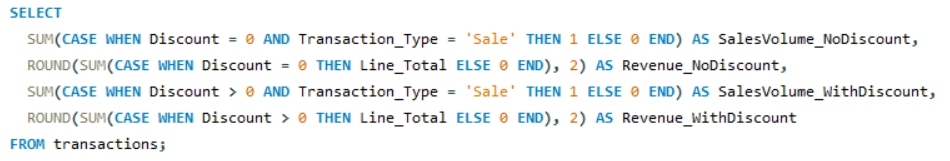 SELECT
SUM(CASE WHEN Discount = 0 AND Transaction_Type = 'Sale' THEN 1 ELSE 0 END) AS SalesVolume_NoDiscount,
ROUND(SUM(CASE WHEN Discount = 0 THEN Line_Total ELSE 0 END), 2) AS Revenue_NoDiscount,
SUM(CASE WHEN Discount > 0 AND Transaction_Type = 'Sale' THEN 1 ELSE 0 END) AS SalesVolume_WithDiscount,
ROUND(SUM(CASE WHEN Discount > 0 THEN Line_Total ELSE 0 END), 2) AS Revenue_WithDiscount
FROM transactions;